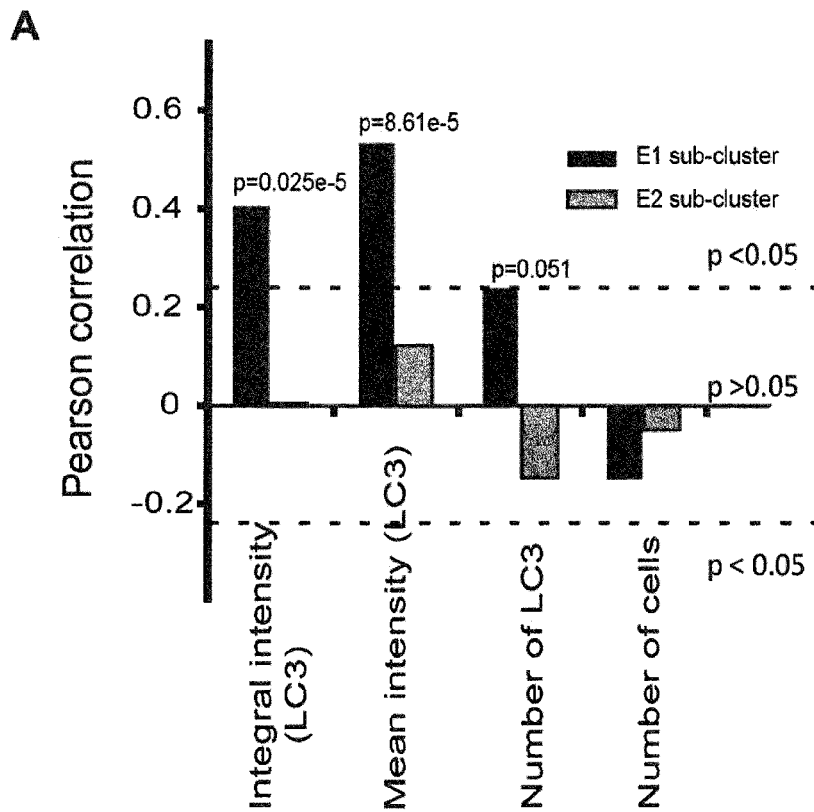 A
Pearson correlation
0.6
0.4
0.2
0
-0.2
p=0.025e-5
p=8.61e-5
p=0.051
E1 sub-cluster
E2 sub-cluster
p <0.05
p >0.05
p < 0.05
Integral intensity
(LC3)
Mean intensity (LC3)
Number of LC3
Number of cells